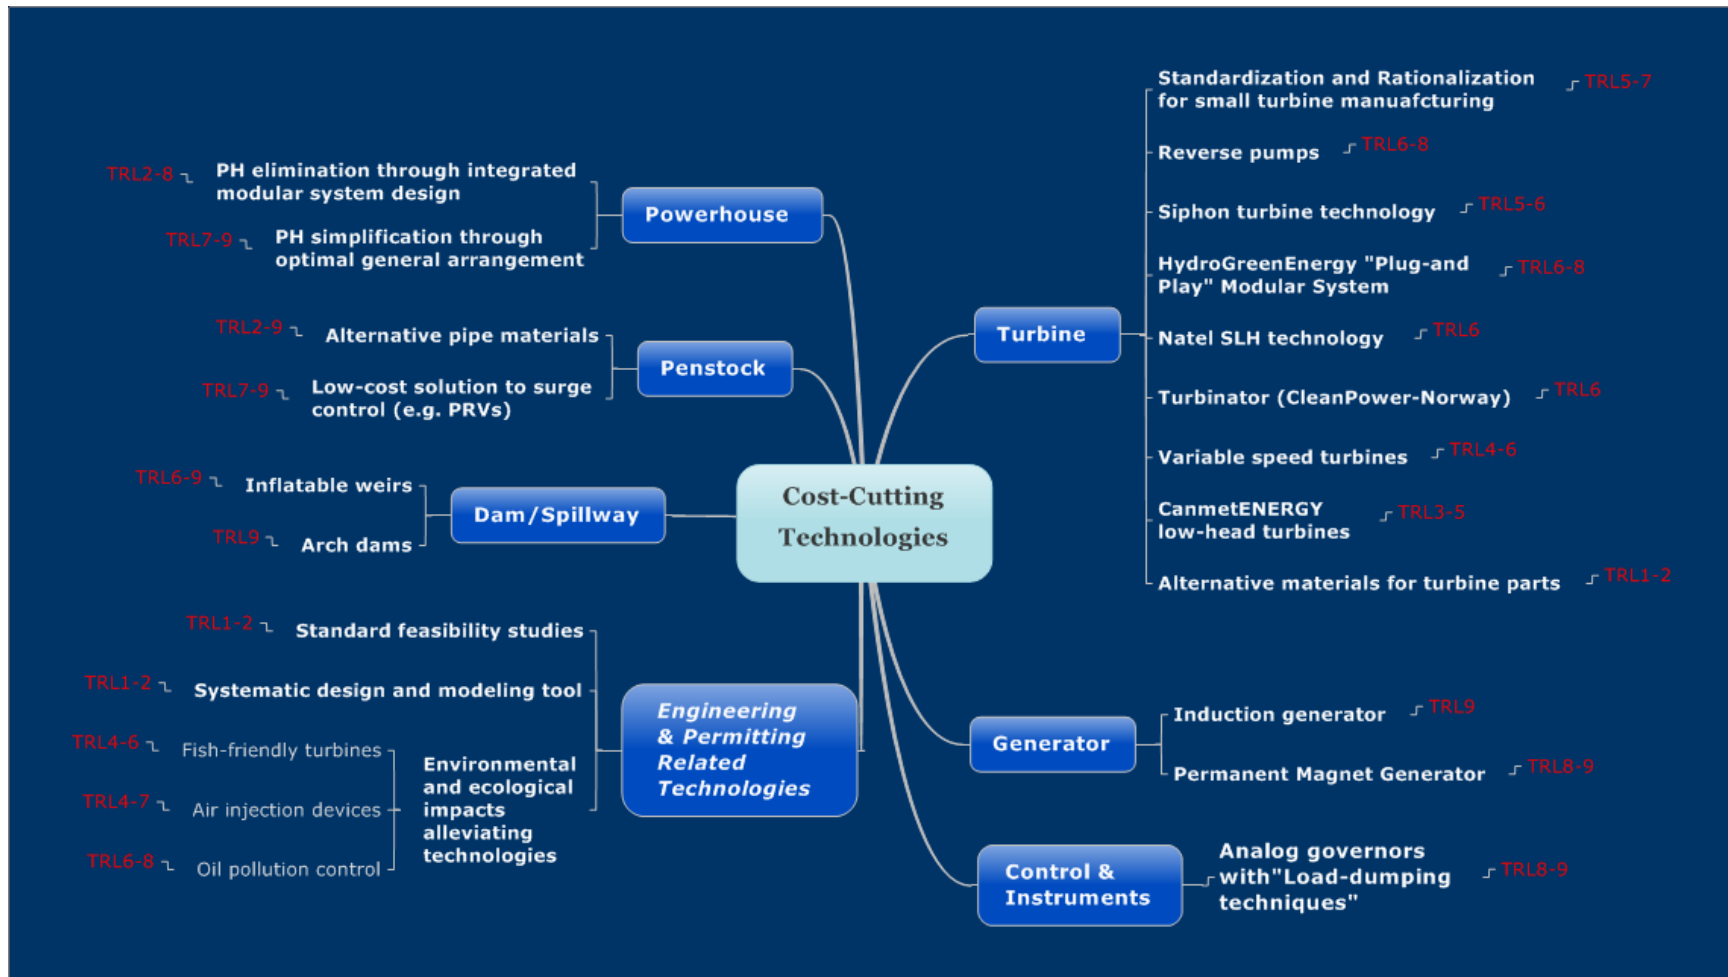 Cost-Cutting
Technologies
Powerhouse
PH elimination through integrated
modular system design
TRL2-8
PH simplification through
optimal general arrangement
TRL7-9
Penstock
Alternative pipe materials
TRL2-9
Low-cost solution to surge
control (e.g. PRVs)
TRL7-9
Dam/Spillway
Inflatable weirs
TRL6-9
Arch dams
TRL9
Engineering
& Permitting
Related
Technologies
Standard feasibility studies
TRL1-2
Systematic design and modeling tool
TRL1-2
Environmental
and ecological
impacts
alleviating
technologies
Fish-friendly turbines
TRL4-6
Air injection devices
TRL4-7
Oil pollution control
TRL6-8
Turbine
Standardization and Rationalization
for small turbine manuafcturing
TRL5-7
Reverse pumps
TRL6-8
Siphon turbine technology
TRL5-6
HydroGreenEnergy "Plug-and
Play" Modular System
TRL6-8
Natel SLH technology
TRL6
Turbinator (CleanPower-Norway)
TRL6
Variable speed turbines
TRL4-6
CanmetENERGY
low-head turbines
TRL3-5
Alternative materials for turbine parts
TRL1-2
Generator
Induction generator
TRL9
Permanent Magnet Generator
TRL8-9
Control &
Instruments
Analog governors
with"Load-dumping
techniques"
TRL8-9